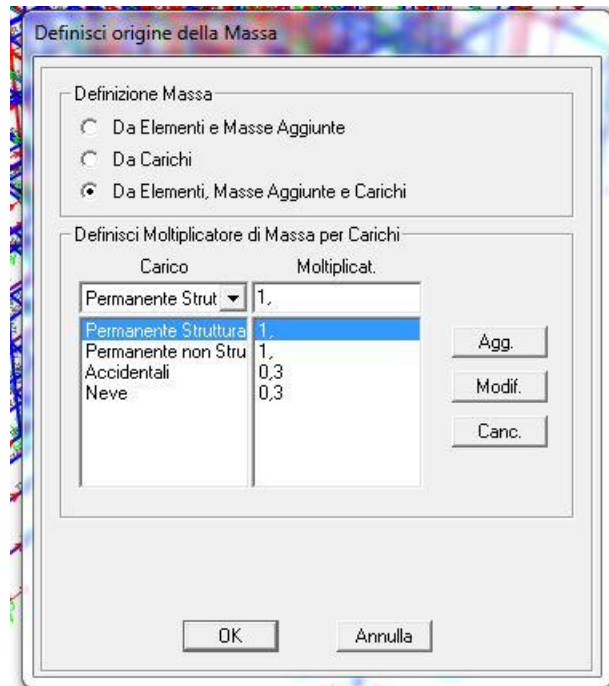 Definisci origine della Massa
Definizione Massa
Da Elementi e Masse Aggiunte
Da Carichi
Da Elementi, Masse Aggiunte e Carichi
Definisci Moltiplicatore di Massa per Carichi
Carico Moltiplicat.
Permanente Strut 1,
Permanente Struttura 1,
Permanente non Stru 1,
Accidentali 0,3
Neve 0,3
Agg.
Modif.
Canc.
OK Annulla